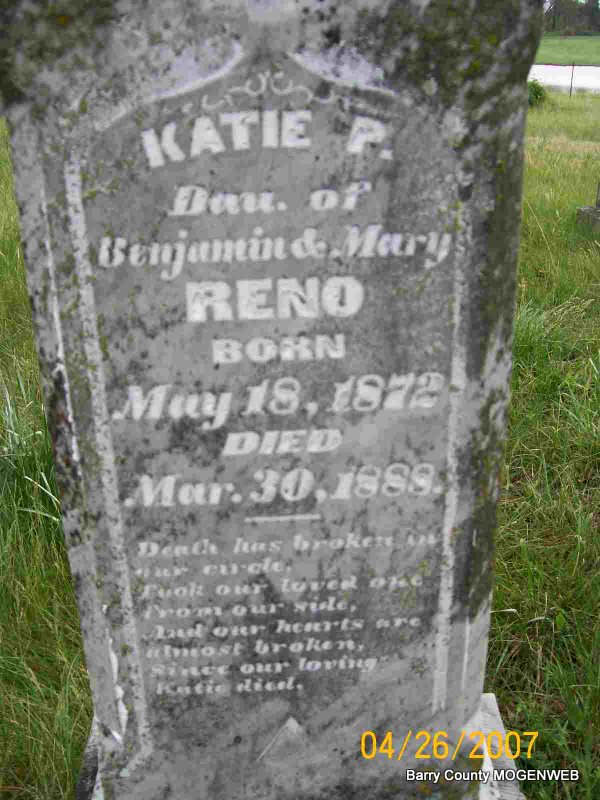 KATIE P.
Dau. of
Benjamin & Mary
RENO
BORN
May 18, 1872
DIED
Mar. 30, 1888.
Death has broken in
our circle,
Took our loved one
From our side,
And our hearts are
almost broken,
Since our loving
Katie died.
04/26/2007
Barry County MOGENWEB